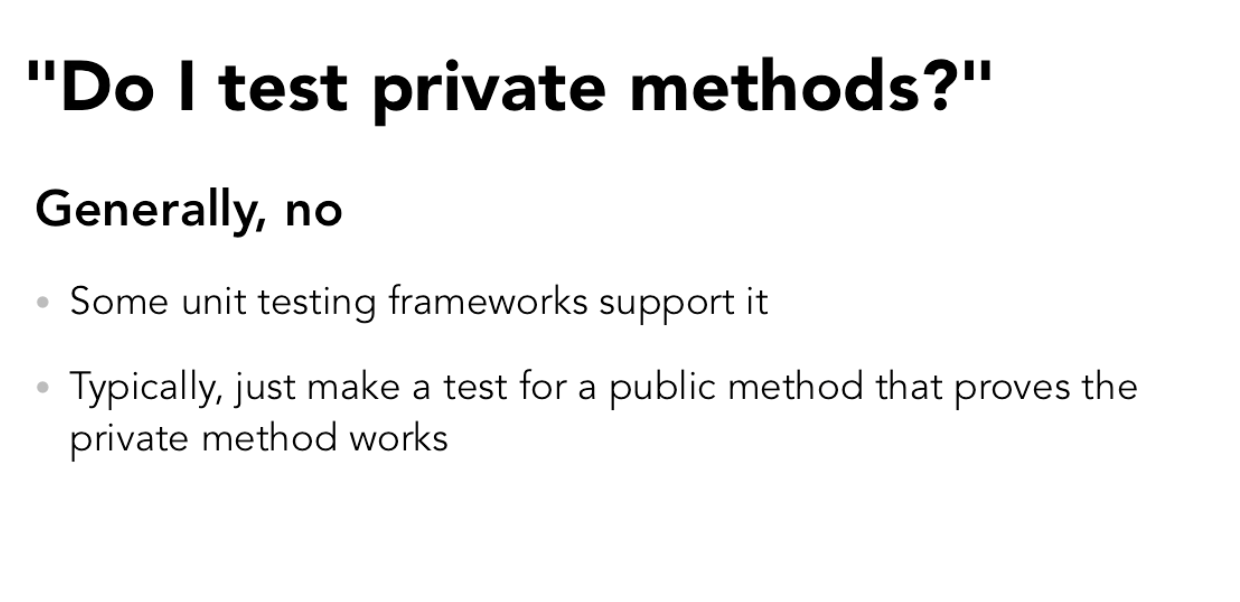 "Do I test private methods?"
Generally, no
• Some unit testing frameworks support it
• Typically, just make a test for a public method that proves the
private method works